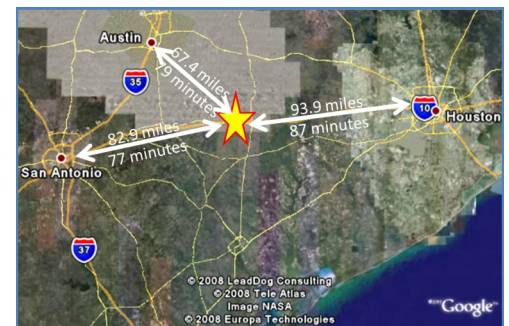 Austin
35
67.4 miles
79 minutes
93.9 miles
87 minutes
10
Houston
82.9 miles
77 minutes
San Antonio
37
© 2008 LeadDog Consulting
© 2008 Tele Atlas
Image NASA
© 2008 Europa Technologies
Google